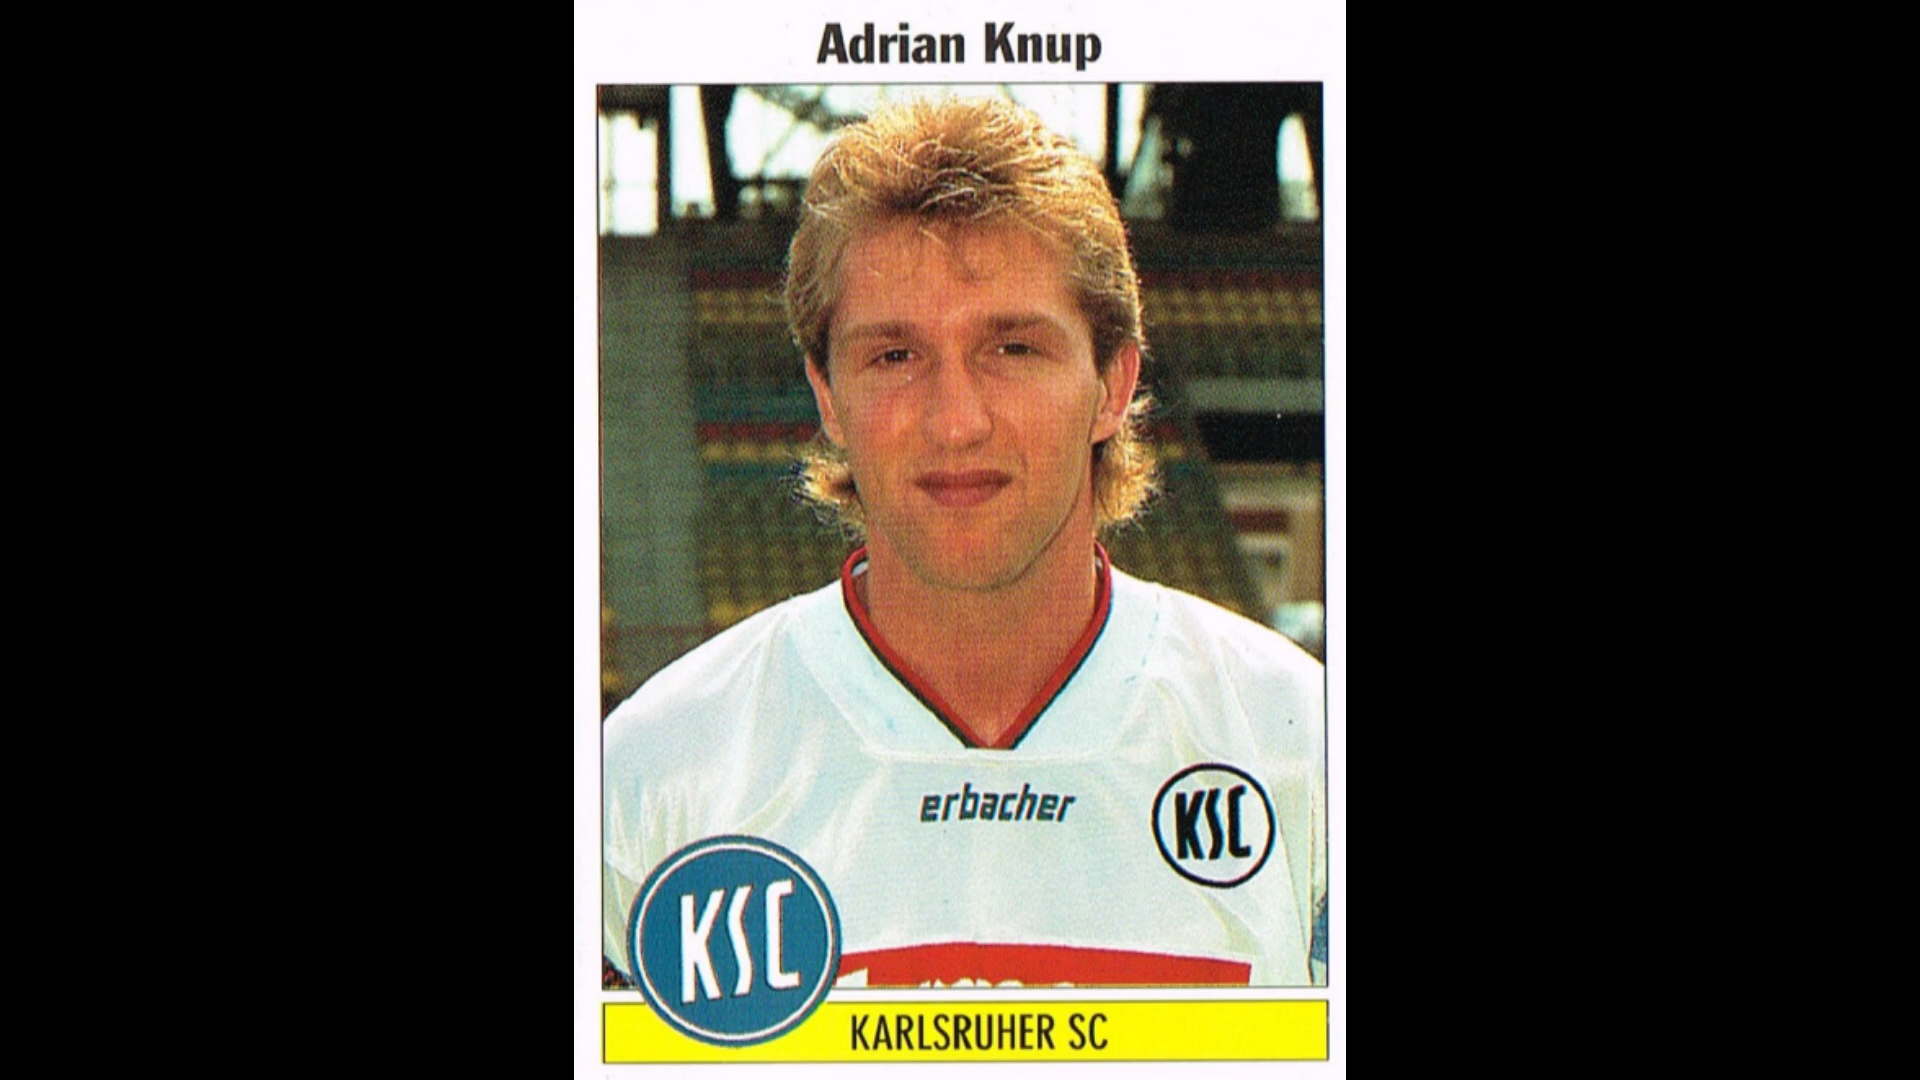 Adrian Knup
erbacher
KSC
KSC
KARLSRUHER SC